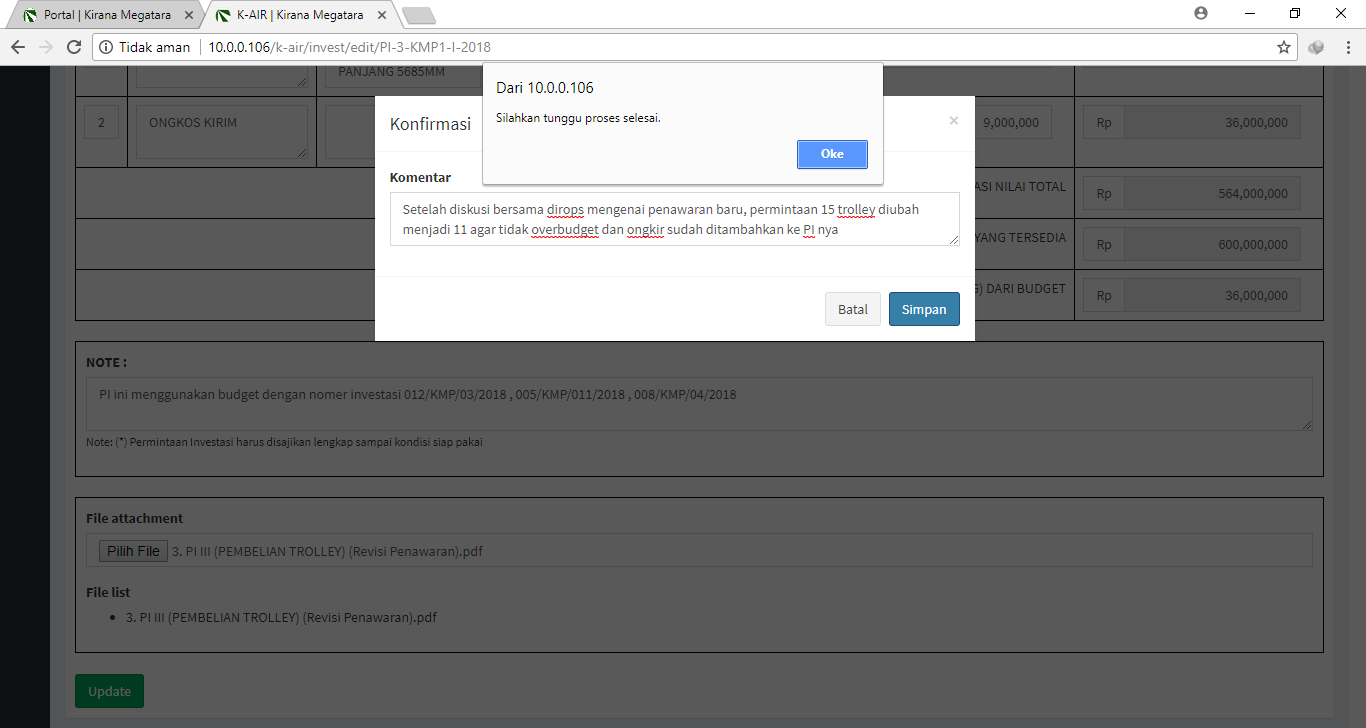 Portal | Kirana Megatara
K-AIR | Kirana Megatara
Tidak aman 10.0.0.106/k-air/invest/edit/PI-3-KMP1-I-2018
PANJANG 5685MM
Dari 10.0.0.106
Silahkan tunggu proses selesai.
Oke
2 ONGKOS KIRIM 9,000,000 Rp 36,000,000
Konfirmasi ×
Komentar
Setelah diskusi bersama dirops mengenai penawaran baru, permintaan 15 trolley diubah
menjadi 11 agar tidak overbudget dan ongkir sudah ditambahkan ke PI nya
Batal Simpan
ASI NILAI TOTAL Rp 564,000,000
YANG TERSEDIA Rp 600,000,000
G) DARI BUDGET Rp 36,000,000
NOTE :
PI ini menggunakan budget dengan nomer investasi 012/KMP/03/2018 , 005/KMP/011/2018 , 008/KMP/04/2018
Note: (*) Permintaan Investasi harus disajikan lengkap sampai kondisi siap pakai
File attachment
Pilih File 3. PI III (PEMBELIAN TROLLEY) (Revisi Penawaran).pdf
File list
• 3. PI III (PEMBELIAN TROLLEY) (Revisi Penawaran).pdf
Update